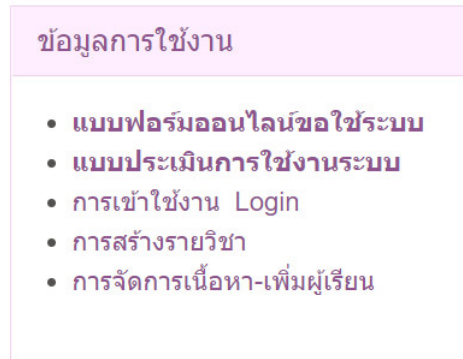 ข้อมูลการใช้งาน
แบบฟอร์มออนไลน์ขอใช้ระบบ
แบบประเมินการใช้งานระบบ
การเข้าใช้งาน Login
การสร้างรายวิชา
การจัดการเนื้อหา-เพิ่มผู้เรียน